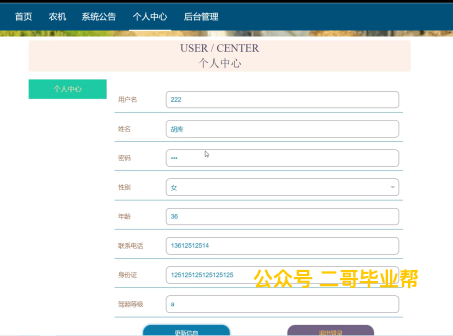 首页 农机 系统公告 个人中心 后台管理
USER / CENTER
个人中心
个人中心
用户名 222
姓名 胡彬
密码 •••
性别 女
年龄 36
联系电话 13612512514
身份证 125125125125125125
公众号 二哥毕业帮
驾龄等级 a
更新信息 退出登录